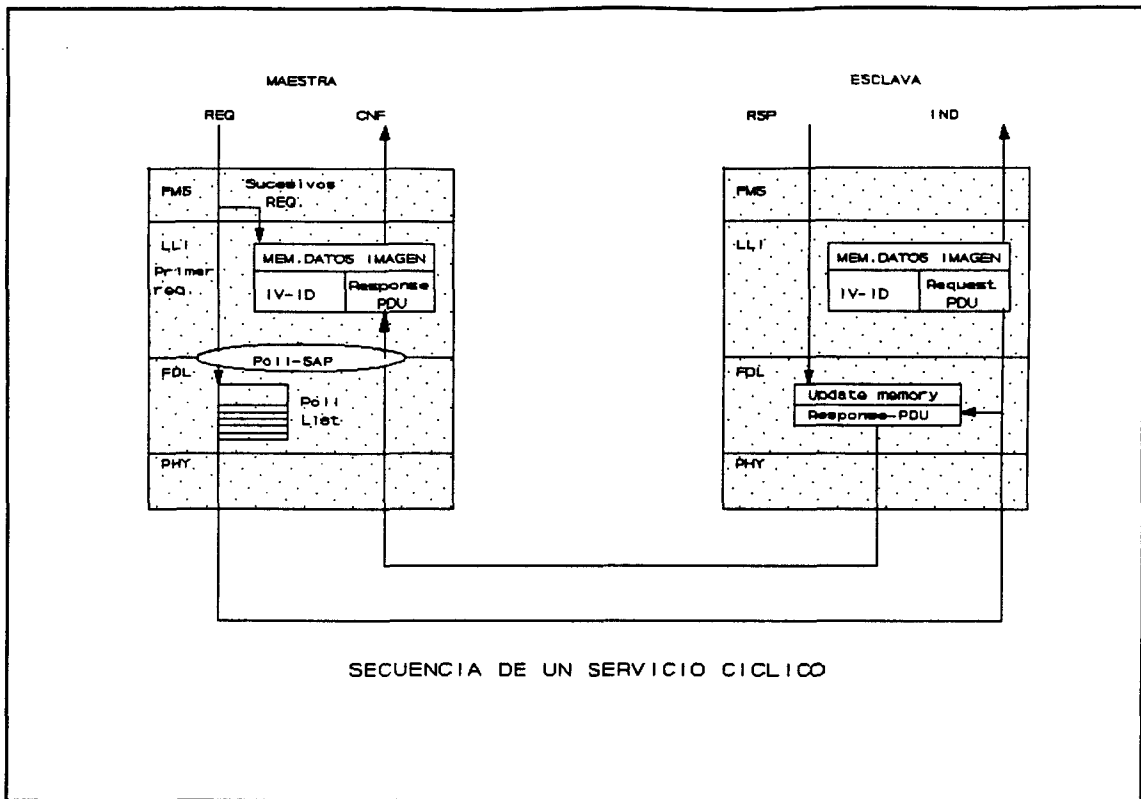 MAESTRA
REQ
CNF
FMS
Sucesivos
REQ.
LLI
Primer
req.
MEM.DATOS IMAGEN
IV-ID
Response
PDU
Poll-SAP
FDL
Poll
List
PHY
ESCLAVA
RSP
IND
FMS
LLI
MEM.DATOS IMAGEN
IV-ID
Request
PDU
FDL
Update memory
Response-PDU
PHY
SECUENCIA DE UN SERVICIO CICLICO